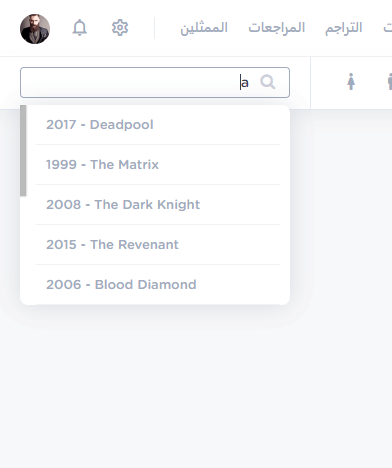 المراجعات الممثلين
التراجم
a
2017 - Deadpool
1999 - The Matrix
2008 - The Dark Knight
2015 - The Revenant
2006 - Blood Diamond